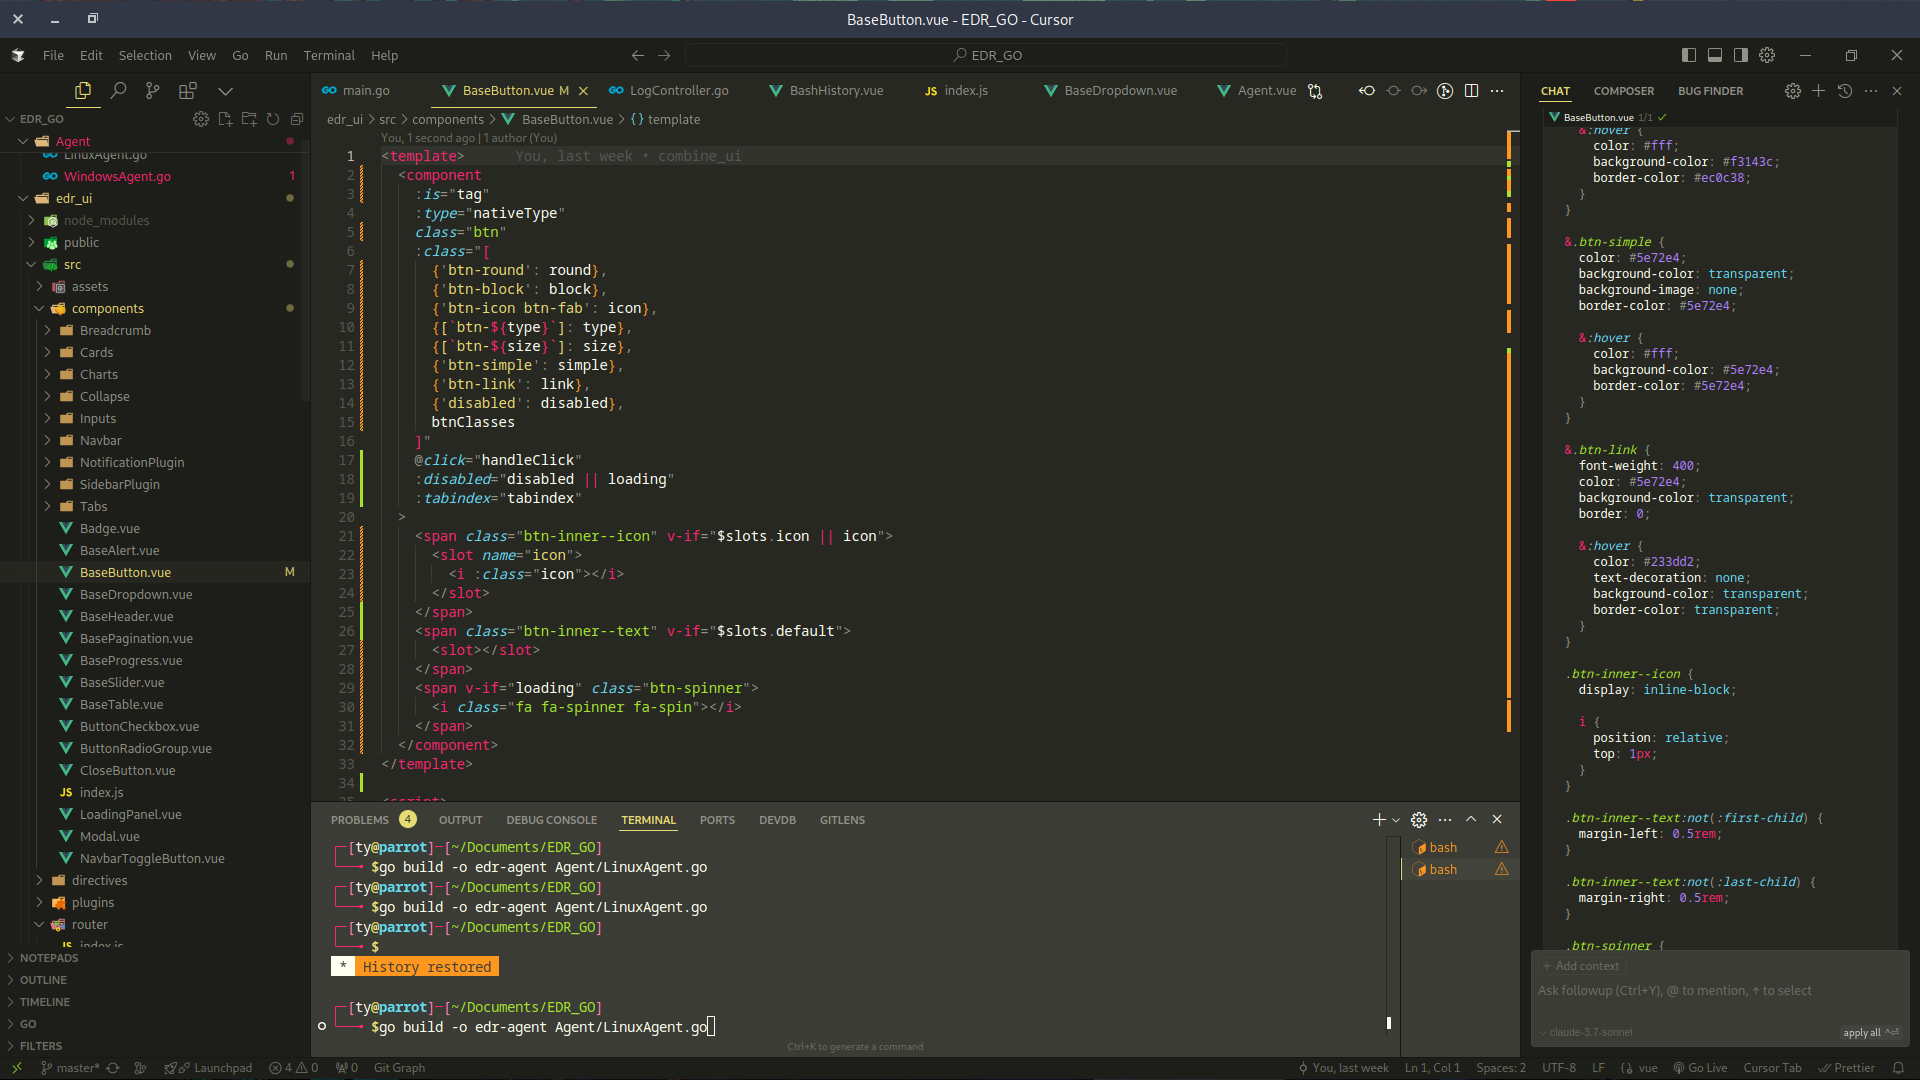 BaseButton.vue - EDR_GO - Cursor
File Edit Selection View Go Run Terminal Help
EDR_GO
EDR_GO
Agent
LinuxAgent.go
WindowsAgent.go 1
edr_ui
node_modules
public
src
assets
components
Breadcrumb
Cards
Charts
Collapse
Inputs
Navbar
NotificationPlugin
SidebarPlugin
Tabs
Badge.vue
BaseAlert.vue
BaseButton.vue M
BaseDropdown.vue
BaseHeader.vue
BasePagination.vue
BaseProgress.vue
BaseSlider.vue
BaseTable.vue
ButtonCheckbox.vue
ButtonRadioGroup.vue
CloseButton.vue
JS index.js
LoadingPanel.vue
Modal.vue
NavbarToggleButton.vue
directives
plugins
router
JS index.js
NOTEPADS
OUTLINE
TIMELINE
GO
FILTERS
main.go BaseButton.vue M LogController.go BashHistory.vue JS index.js BaseDropdown.vue Agent.vue
edr_ui > src > components > BaseButton.vue > {} template
You, 1 second ago | 1 author (You)
1 <template> You, last week • combine_ui
2 <component
3 :is="tag"
4 :type="nativeType"
5 class="btn"
6 :class="[
7 {'btn-round': round},
8 {'btn-block': block},
9 {'btn-icon btn-fab': icon},
10 {[`btn-${type}`]: type},
11 {[`btn-${size}`]: size},
12 {'btn-simple': simple},
13 {'btn-link': link},
14 {'disabled': disabled},
15 btnClasses
16 ]"
17 @click="handleClick"
18 :disabled="disabled || loading"
19 :tabindex="tabindex"
20 >
21 <span class="btn-inner--icon" v-if="$slots.icon || icon">
22 <slot name="icon">
23 <i :class="icon"></i>
24 </slot>
25 </span>
26 <span class="btn-inner--text" v-if="$slots.default">
27 <slot></slot>
28 </span>
29 <span v-if="loading" class="btn-spinner">
30 <i class="fa fa-spinner fa-spin"></i>
31 </span>
32 </component>
33 </template>
34
35 <script>
PROBLEMS 4 OUTPUT DEBUG CONSOLE TERMINAL PORTS DEVDB GITLENS
[ty@parrot]─[~/Documents/EDR_GO]
$go build -o edr-agent Agent/LinuxAgent.go
[ty@parrot]─[~/Documents/EDR_GO]
$go build -o edr-agent Agent/LinuxAgent.go
[ty@parrot]─[~/Documents/EDR_GO]
$
* History restored
[ty@parrot]─[~/Documents/EDR_GO]
$go build -o edr-agent Agent/LinuxAgent.go
Ctrl+K to generate a command
bash
bash
CHAT COMPOSER BUG FINDER
BaseButton.vue 1/1 ✓
&:hover {
color: #fff;
background-color: #f3143c;
border-color: #ec0c38;
}
}
&.btn-simple {
color: #5e72e4;
background-color: transparent;
background-image: none;
border-color: #5e72e4;
&:hover {
color: #fff;
background-color: #5e72e4;
border-color: #5e72e4;
}
}
&.btn-link {
font-weight: 400;
color: #5e72e4;
background-color: transparent;
border: 0;
&:hover {
color: #233dd2;
text-decoration: none;
background-color: transparent;
border-color: transparent;
}
}
.btn-inner--icon {
display: inline-block;
i {
position: relative;
top: 1px;
}
}
.btn-inner--text:not(:first-child) {
margin-left: 0.5rem;
}
.btn-inner--text:not(:last-child) {
margin-right: 0.5rem;
}
.btn-spinner {
+ Add context
Ask followup (Ctrl+Y), @ to mention, ↑ to select
claude-3.7-sonnet apply all ^⏎
master* Launchpad 4 0 0 Git Graph You, last week Ln 1, Col 1 Spaces: 2 UTF-8 LF {} vue Go Live Cursor Tab Prettier